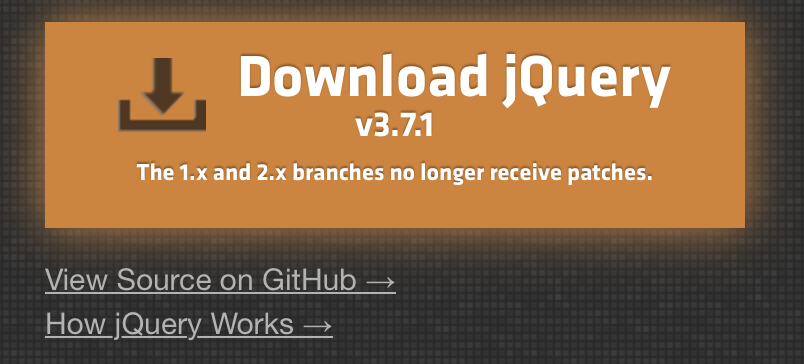 Download jQuery
v3.7.1
The 1.x and 2.x branches no longer receive patches.
View Source on GitHub →
How jQuery Works →